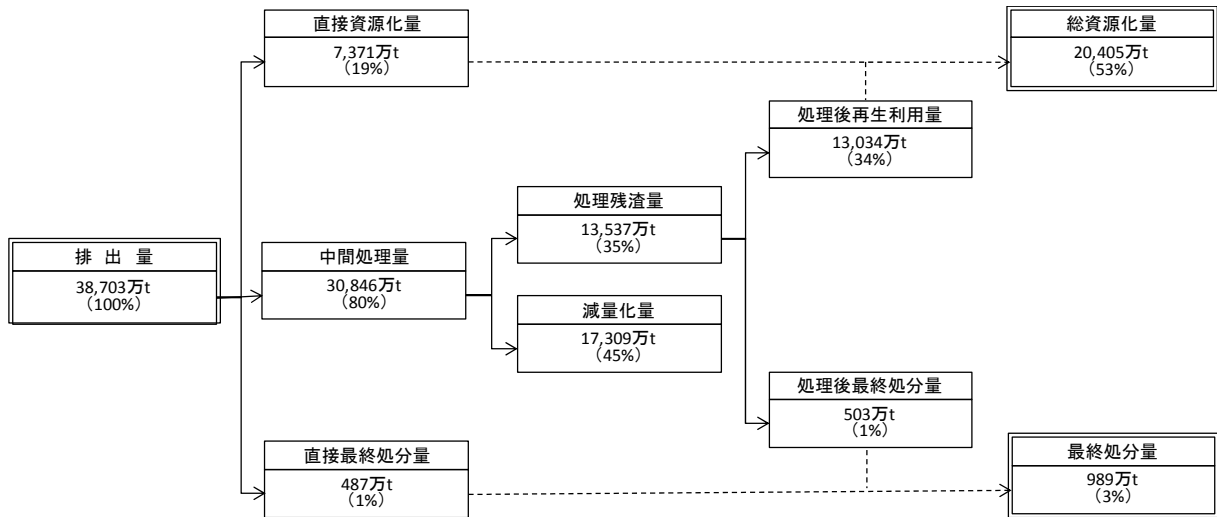 直接資源化量
7,371万t
（19%）
総資源化量
20,405万t
（53%）
処理後再生利用量
13,034万t
（34%）
処理残渣量
13,537万t
（35%）
排 出 量
38,703万t
（100%）
中間処理量
30,846万t
（80%）
減量化量
17,309万t
（45%）
処理後最終処分量
503万t
（1%）
直接最終処分量
487万t
（1%）
最終処分量
989万t
（3%）